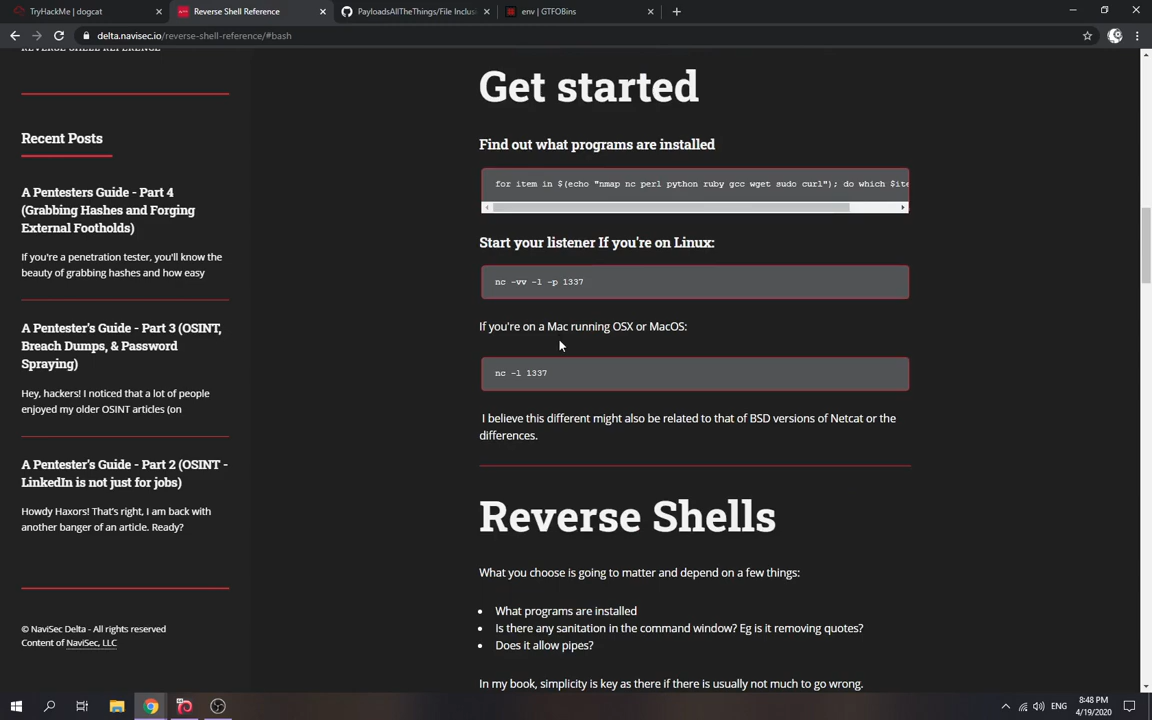 TryHackMe | dogcat
Reverse Shell Reference
PayloadsAllTheThings/File Inclus
env | GTFOBins
delta.navisec.io/reverse-shell-reference/#bash
REVERSE SHELL REFERENCE
Recent Posts
A Pentesters Guide - Part 4
(Grabbing Hashes and Forging
External Footholds)
If you're a penetration tester, you'll know the
beauty of grabbing hashes and how easy
A Pentester's Guide - Part 3 (OSINT,
Breach Dumps, & Password
Spraying)
Hey, hackers! I noticed that a lot of people
enjoyed my older OSINT articles (on
A Pentester's Guide - Part 2 (OSINT -
LinkedIn is not just for jobs)
Howdy Haxors! That's right, I am back with
another banger of an article. Ready?
© NaviSec Delta - All rights reserved
Content of NaviSec, LLC
Get started
Find out what programs are installed
for item in $(echo "nmap nc perl python ruby gcc wget sudo curl"); do which $ite
Start your listener If you're on Linux:
nc -vv -l -p 1337
If you're on a Mac running OSX or MacOS:
nc -l 1337
I believe this different might also be related to that of BSD versions of Netcat or the
differences.
Reverse Shells
What you choose is going to matter and depend on a few things:
• What programs are installed
• Is there any sanitation in the command window? Eg is it removing quotes?
• Does it allow pipes?
In my book, simplicity is key as there if there is usually not much to go wrong.
ENG
8:48 PM
4/19/2020